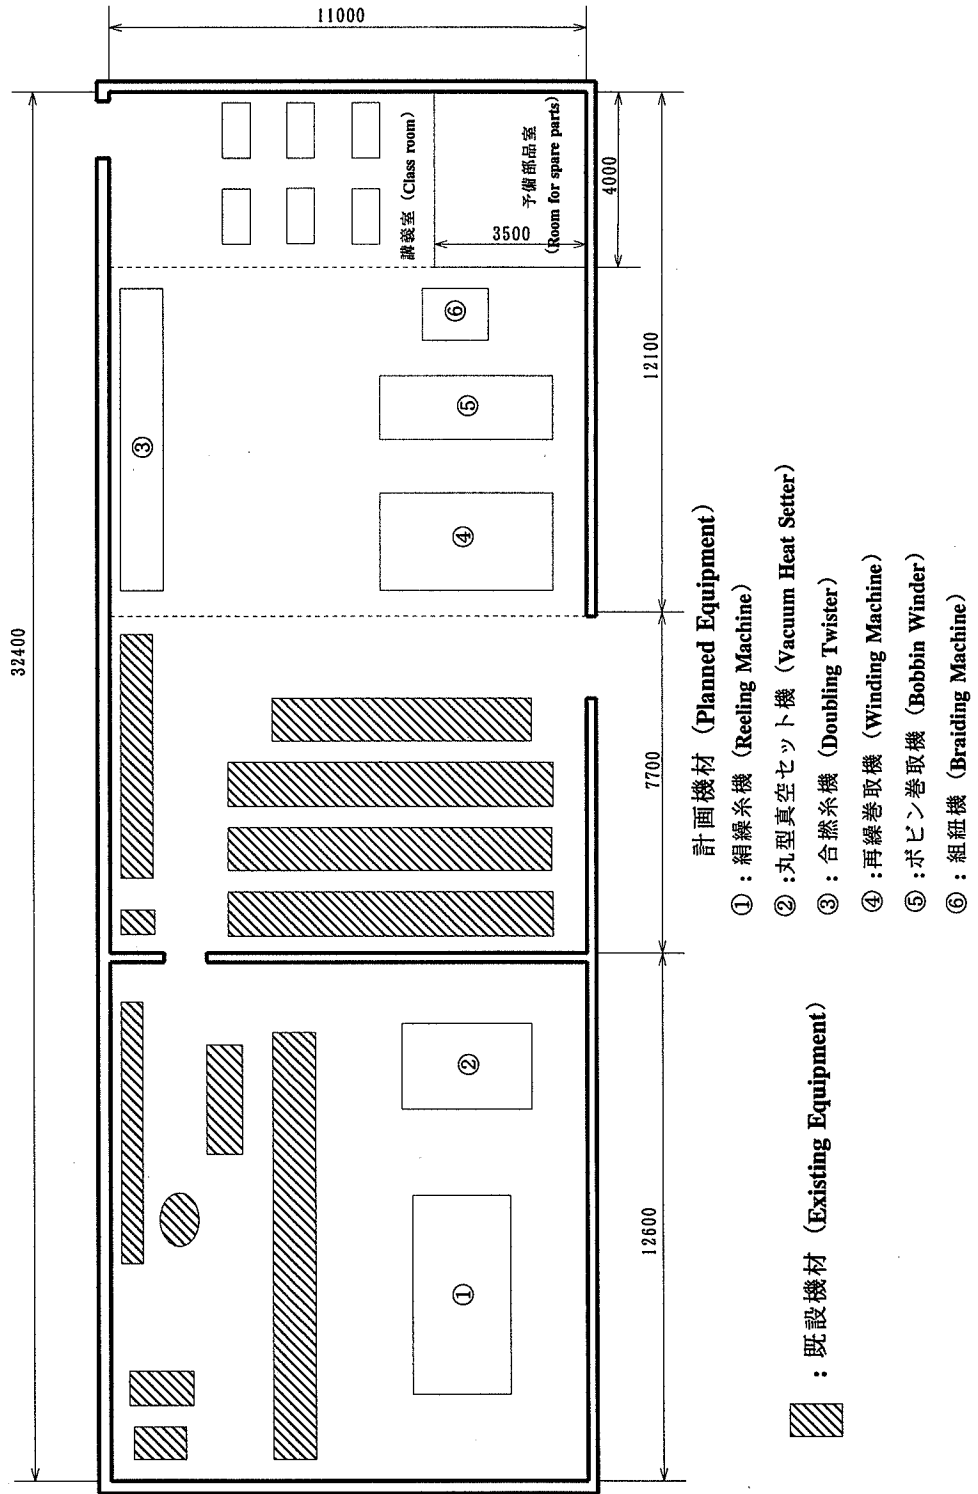 32400
11000
③
④
⑤
⑥
講義室 (Class room)
予備部品室
(Room for spare parts)
3500
4000
①
②
12600
7700
12100
計画機材 (Planned Equipment)
① : 絹繰糸機 (Reeling Machine)
② : 丸型真空セット機 (Vacuum Heat Setter)
③ : 合撚糸機 (Doubling Twister)
④ : 再繰巻取機 (Winding Machine)
⑤ : ボビン巻取機 (Bobbin Winder)
⑥ : 組紐機 (Braiding Machine)
: 既設機材 (Existing Equipment)